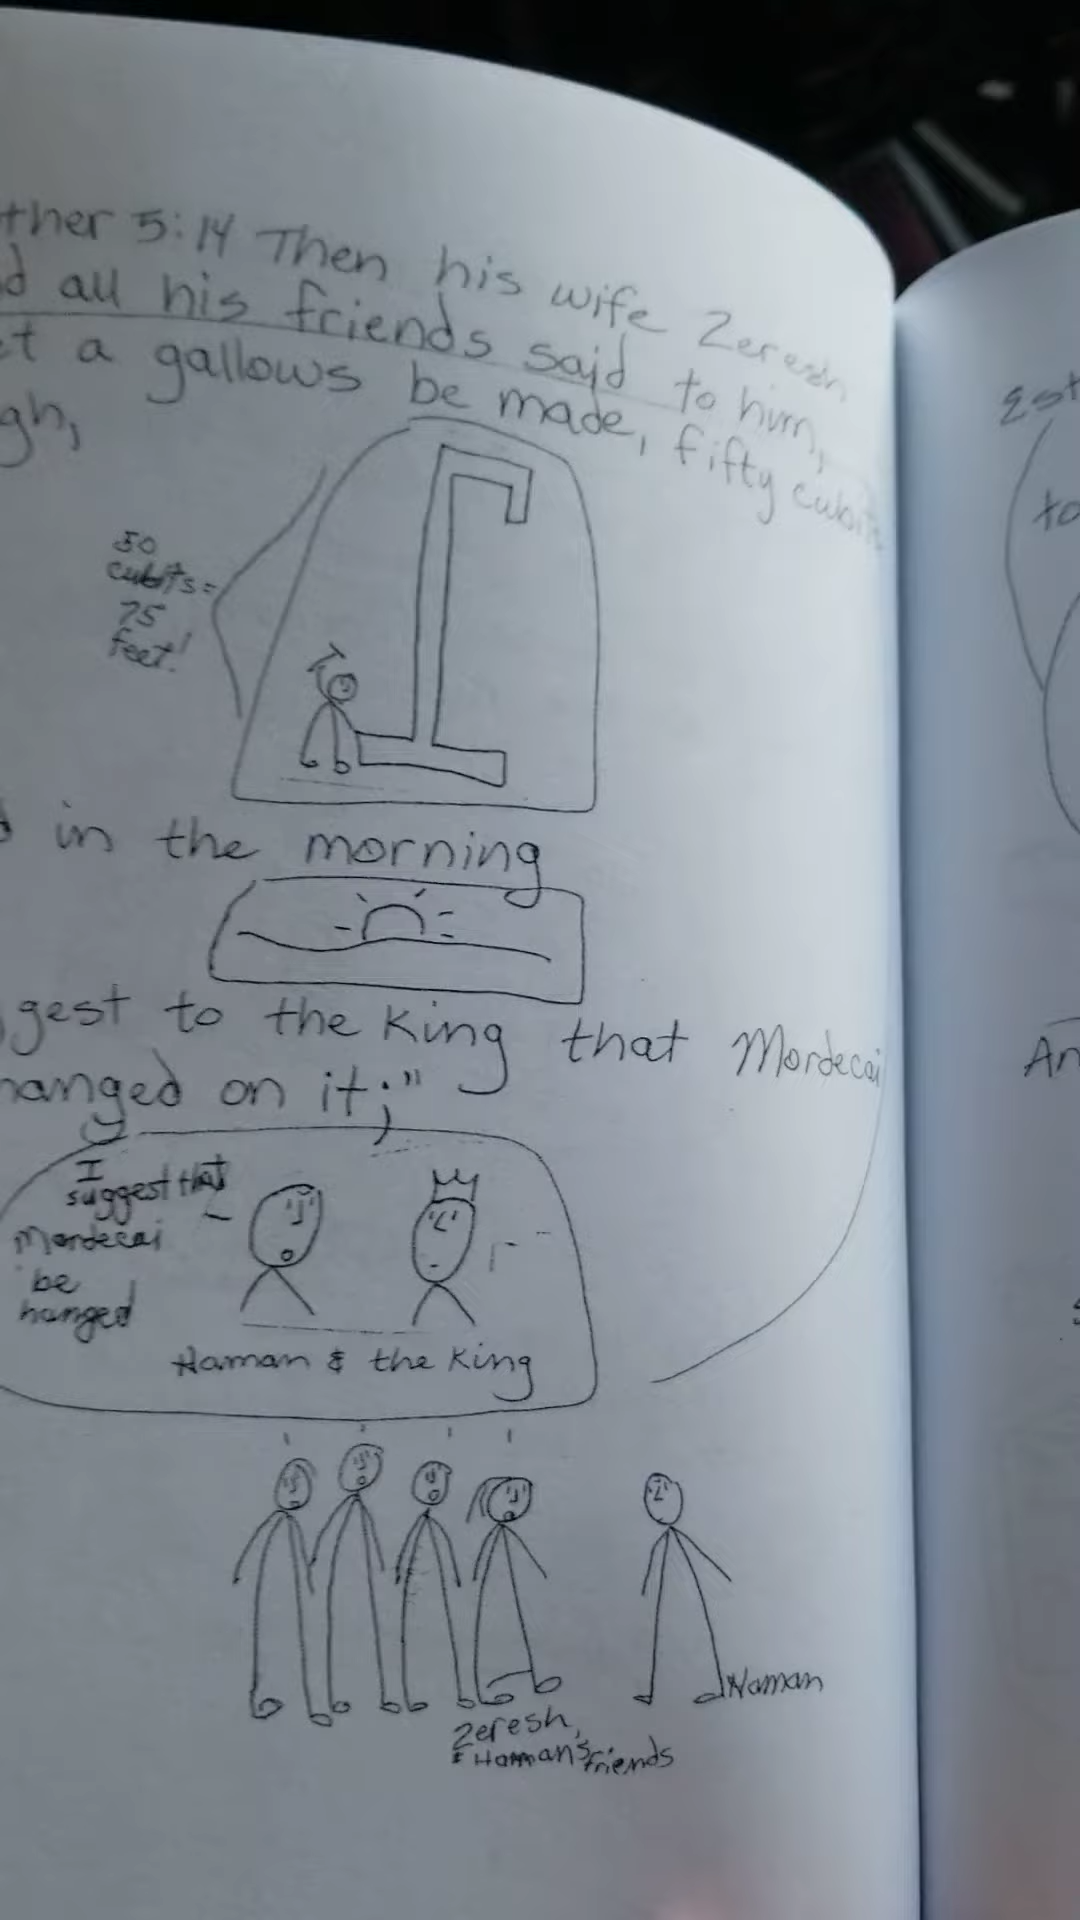 ther 5:14 Then his wife Zeresh
d all his friends said to him,
et a gallows be made, fifty cubits
gh,
50
cubits=
75
feet!
d in the morning
gest to the King that Mordecai
hanged on it;"
I
suggest that
Mordecai
be
hanged
Haman & the King
Haman
Zeresh,
& Haman's friends
Est
to
An